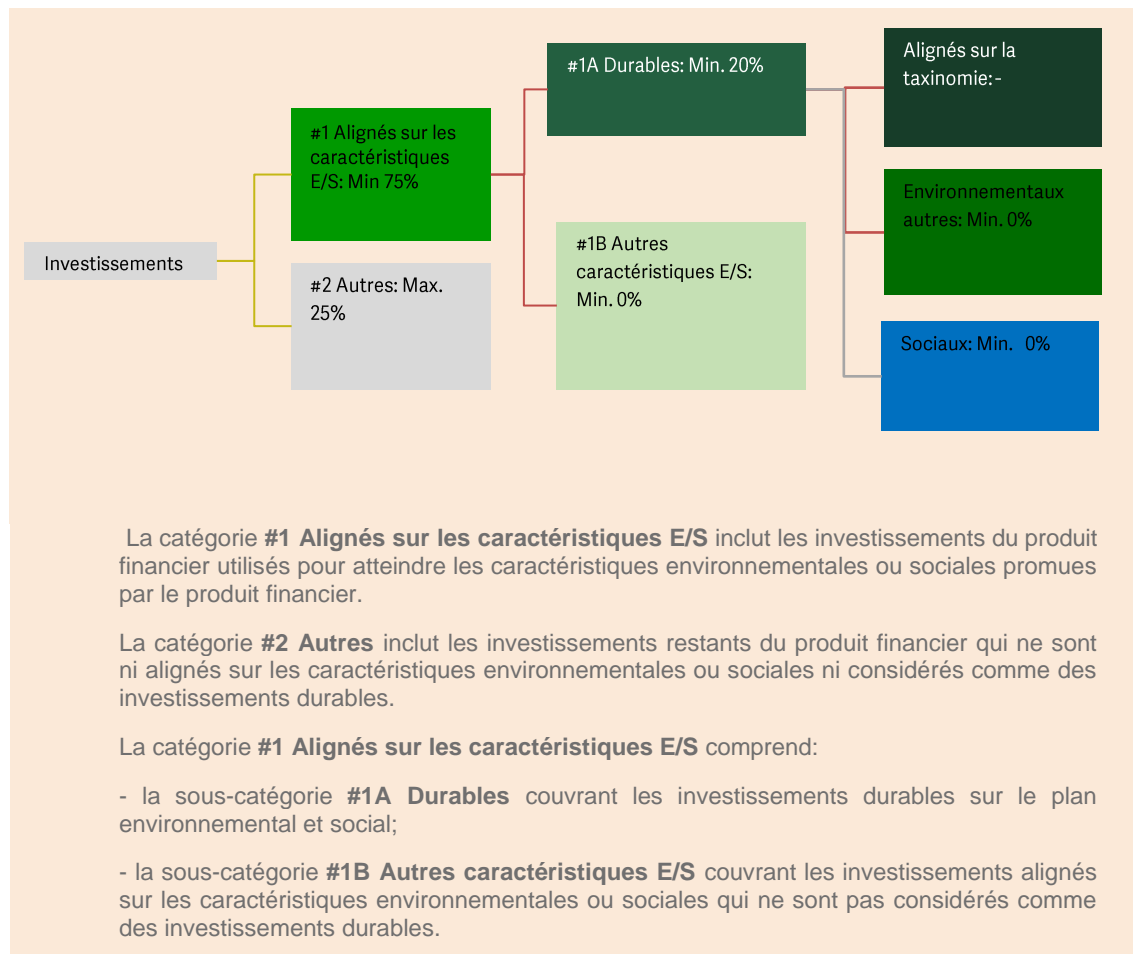 Investissements
#1 Alignés sur les
caractéristiques
E/S: Min 75%
#2 Autres: Max.
25%
#1A Durables: Min. 20%
#1B Autres
caractéristiques E/S:
Min. 0%
Alignés sur la
taxinomie:-
Environnementaux
autres: Min. 0%
Sociaux: Min. 0%
La catégorie #1 Alignés sur les caractéristiques E/S inclut les investissements du produit
financier utilisés pour atteindre les caractéristiques environnementales ou sociales promues
par le produit financier.
La catégorie #2 Autres inclut les investissements restants du produit financier qui ne sont
ni alignés sur les caractéristiques environnementales ou sociales ni considérés comme des
investissements durables.
La catégorie #1 Alignés sur les caractéristiques E/S comprend:
- la sous-catégorie #1A Durables couvrant les investissements durables sur le plan
environnemental et social;
- la sous-catégorie #1B Autres caractéristiques E/S couvrant les investissements alignés
sur les caractéristiques environnementales ou sociales qui ne sont pas considérés comme
des investissements durables.